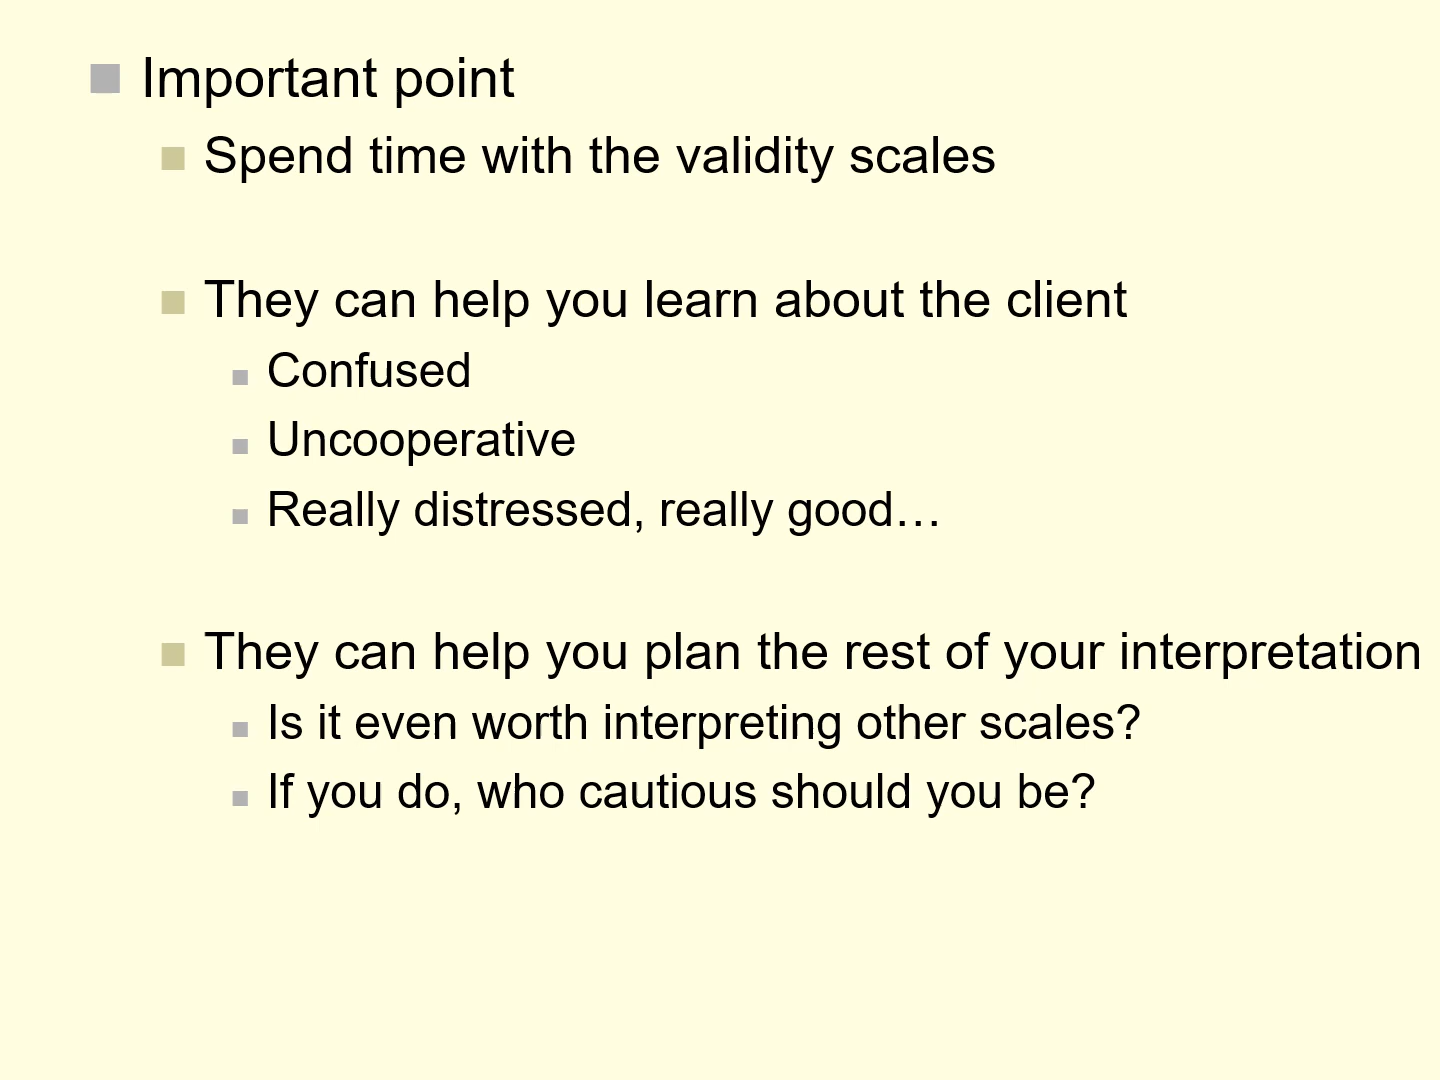 Important point
Spend time with the validity scales
They can help you learn about the client
Confused
Uncooperative
Really distressed, really good…
They can help you plan the rest of your interpretation
Is it even worth interpreting other scales?
If you do, who cautious should you be?